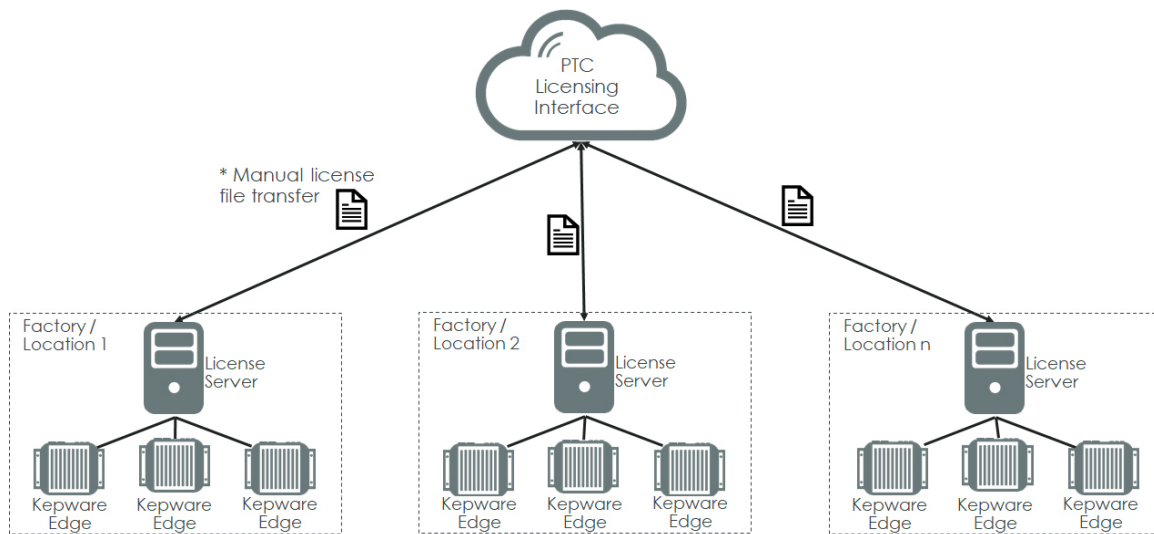 PTC
Licensing
Interface
* Manual license
file transfer
Factory /
Location 1
License
Server
Kepware
Edge
Kepware
Edge
Kepware
Edge
Factory /
Location 2
License
Server
Kepware
Edge
Kepware
Edge
Kepware
Edge
Factory /
Location n
License
Server
Kepware
Edge
Kepware
Edge
Kepware
Edge